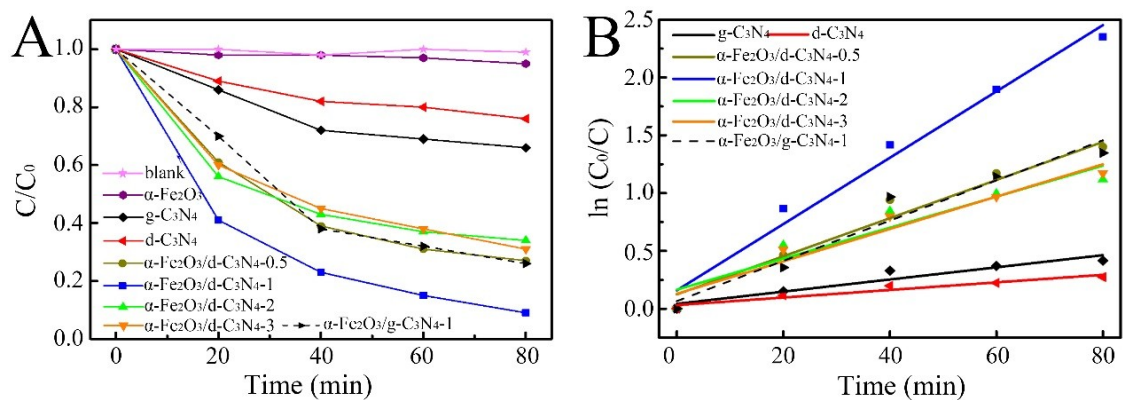 A
C/C₀
1.0
0.8
0.6
0.4
0.2
0.0
blank
α-Fe₂O₃
g-C₃N₄
d-C₃N₄
α-Fe₂O₃/d-C₃N₄-0.5
α-Fe₂O₃/d-C₃N₄-1
α-Fe₂O₃/d-C₃N₄-2
α-Fe₂O₃/d-C₃N₄-3 α-Fe₂O₃/g-C₃N₄-1
0 20 40 60 80
Time (min)
B
ln (C₀/C)
2.5
2.0
1.5
1.0
0.5
0.0
g-C₃N₄ d-C₃N₄
α-Fe₂O₃/d-C₃N₄-0.5
α-Fe₂O₃/d-C₃N₄-1
α-Fe₂O₃/d-C₃N₄-2
α-Fe₂O₃/d-C₃N₄-3
α-Fe₂O₃/g-C₃N₄-1
0 20 40 60 80
Time (min)